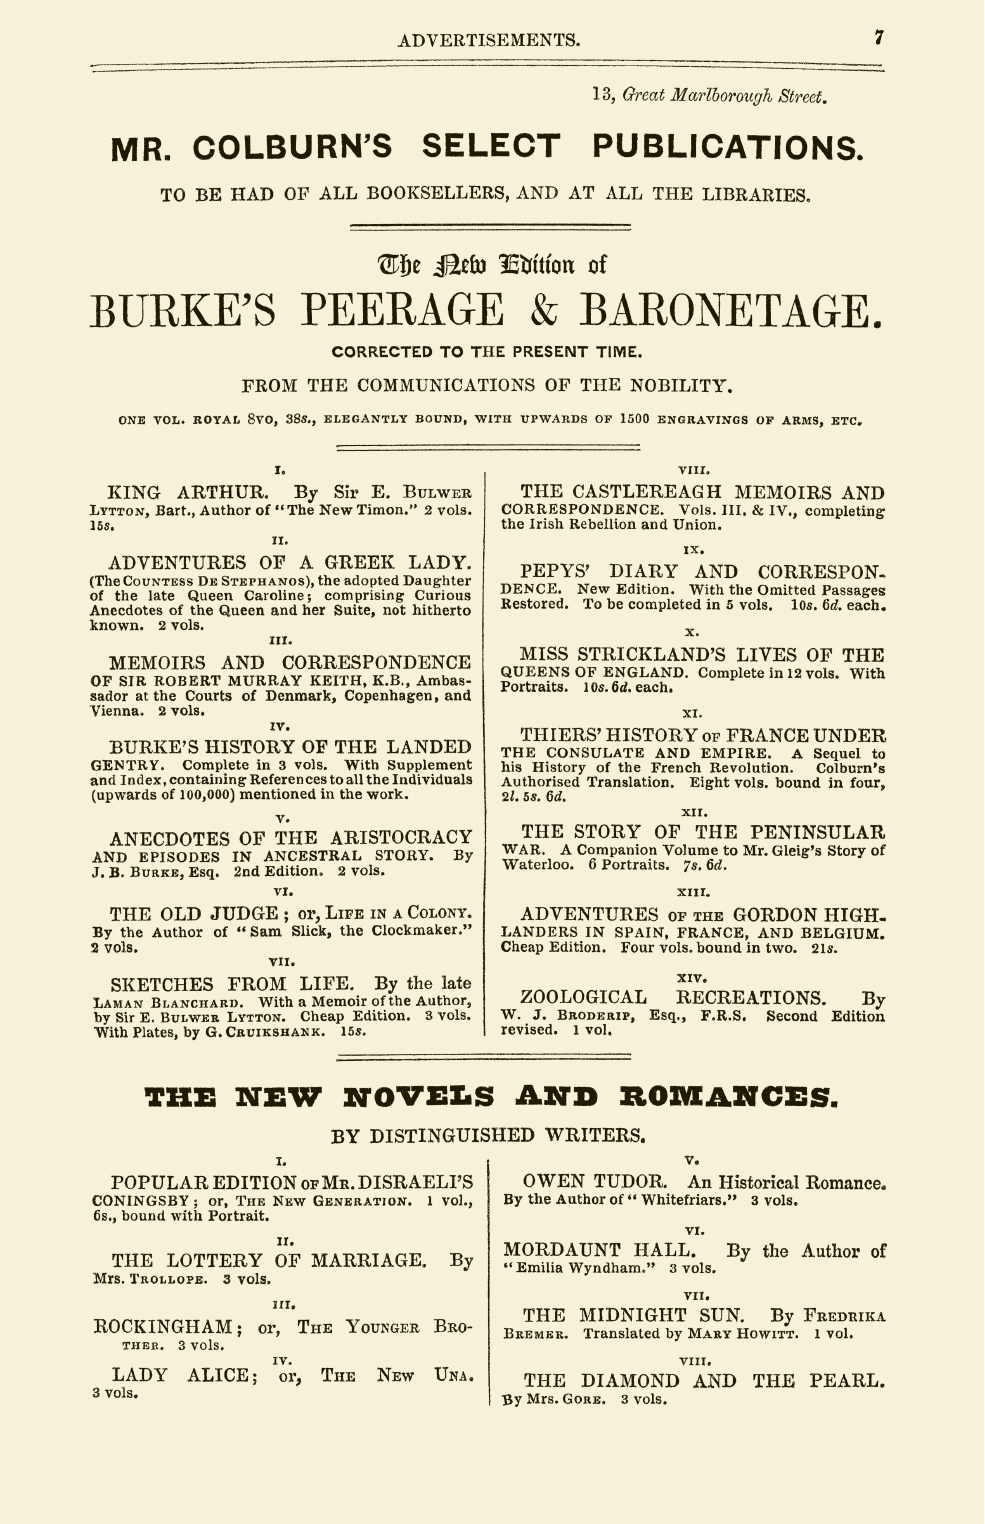 ADVERTISEMENTS. 7
13, Great Marlborough Street.
MR. COLBURN'S SELECT PUBLICATIONS.
TO BE HAD OF ALL BOOKSELLERS, AND AT ALL THE LIBRARIES.
The New Edition of
BURKE'S PEERAGE & BARONETAGE.
CORRECTED TO THE PRESENT TIME.
FROM THE COMMUNICATIONS OF THE NOBILITY.
ONE VOL. ROYAL 8VO, 38s., ELEGANTLY BOUND, WITH UPWARDS OF 1500 ENGRAVINGS OF ARMS, ETC.
I.
KING ARTHUR. By Sir E. BULWER
LYTTON, Bart., Author of "The New Timon." 2 vols.
15s.
II.
ADVENTURES OF A GREEK LADY.
(The COUNTESS DE STEPHANOS), the adopted Daughter
of the late Queen Caroline; comprising Curious
Anecdotes of the Queen and her Suite, not hitherto
known. 2 vols.
III.
MEMOIRS AND CORRESPONDENCE
OF SIR ROBERT MURRAY KEITH, K.B., Ambas-
sador at the Courts of Denmark, Copenhagen, and
Vienna. 2 vols.
IV.
BURKE'S HISTORY OF THE LANDED
GENTRY. Complete in 3 vols. With Supplement
and Index, containing References to all the Individuals
(upwards of 100,000) mentioned in the work.
V.
ANECDOTES OF THE ARISTOCRACY
AND EPISODES IN ANCESTRAL STORY. By
J. B. BURKE, Esq. 2nd Edition. 2 vols.
VI.
THE OLD JUDGE; or, LIFE IN A COLONY.
By the Author of "Sam Slick, the Clockmaker."
2 vols.
VII.
SKETCHES FROM LIFE. By the late
LAMAN BLANCHARD. With a Memoir of the Author,
by Sir E. BULWER LYTTON. Cheap Edition. 3 vols.
With Plates, by G. CRUIKSHANK. 15s.
VIII.
THE CASTLEREAGH MEMOIRS AND
CORRESPONDENCE. Vols. III. & IV., completing
the Irish Rebellion and Union.
IX.
PEPYS' DIARY AND CORRESPON-
DENCE. New Edition. With the Omitted Passages
Restored. To be completed in 5 vols. 10s. 6d. each.
X.
MISS STRICKLAND'S LIVES OF THE
QUEENS OF ENGLAND. Complete in 12 vols. With
Portraits. 10s. 6d. each.
XI.
THIERS' HISTORY OF FRANCE UNDER
THE CONSULATE AND EMPIRE. A Sequel to
his History of the French Revolution. Colburn's
Authorised Translation. Eight vols. bound in four,
2l. 5s. 6d.
XII.
THE STORY OF THE PENINSULAR
WAR. A Companion Volume to Mr. Gleig's Story of
Waterloo. 6 Portraits. 7s. 6d.
XIII.
ADVENTURES OF THE GORDON HIGH-
LANDERS IN SPAIN, FRANCE, AND BELGIUM.
Cheap Edition. Four vols. bound in two. 21s.
XIV.
ZOOLOGICAL RECREATIONS. By
W. J. BRODERIP, Esq., F.R.S. Second Edition
revised. 1 vol.
THE NEW NOVELS AND ROMANCES.
BY DISTINGUISHED WRITERS.
I.
POPULAR EDITION OF MR. DISRAELI'S
CONINGSBY; or, THE NEW GENERATION. 1 vol.,
6s., bound with Portrait.
II.
THE LOTTERY OF MARRIAGE. By
Mrs. TROLLOPE. 3 vols.
III.
ROCKINGHAM; or, THE YOUNGER BRO-
THER. 3 vols.
IV.
LADY ALICE; or, THE NEW UNA.
3 vols.
V.
OWEN TUDOR. An Historical Romance.
By the Author of "Whitefriars." 3 vols.
VI.
MORDAUNT HALL. By the Author of
"Emilia Wyndham." 3 vols.
VII.
THE MIDNIGHT SUN. By FREDRIKA
BREMER. Translated by MARY HOWITT. 1 vol.
VIII.
THE DIAMOND AND THE PEARL.
By Mrs. GORE. 3 vols.